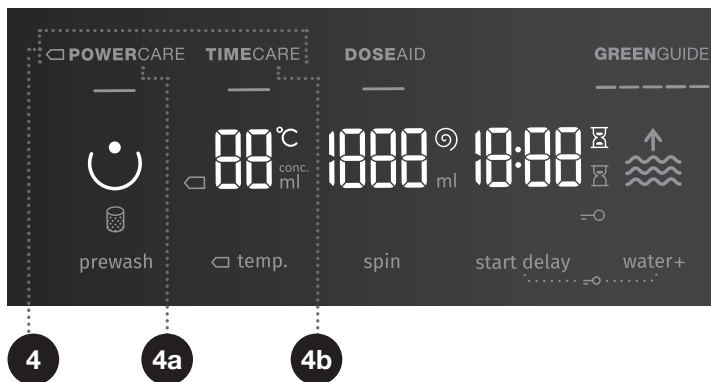 POWERCARE TIMECARE DOSEAID GREENGUIDE
88 °C 1888 18:88
conc.
ml ml
prewash temp. spin start delay water+
4 4a 4b